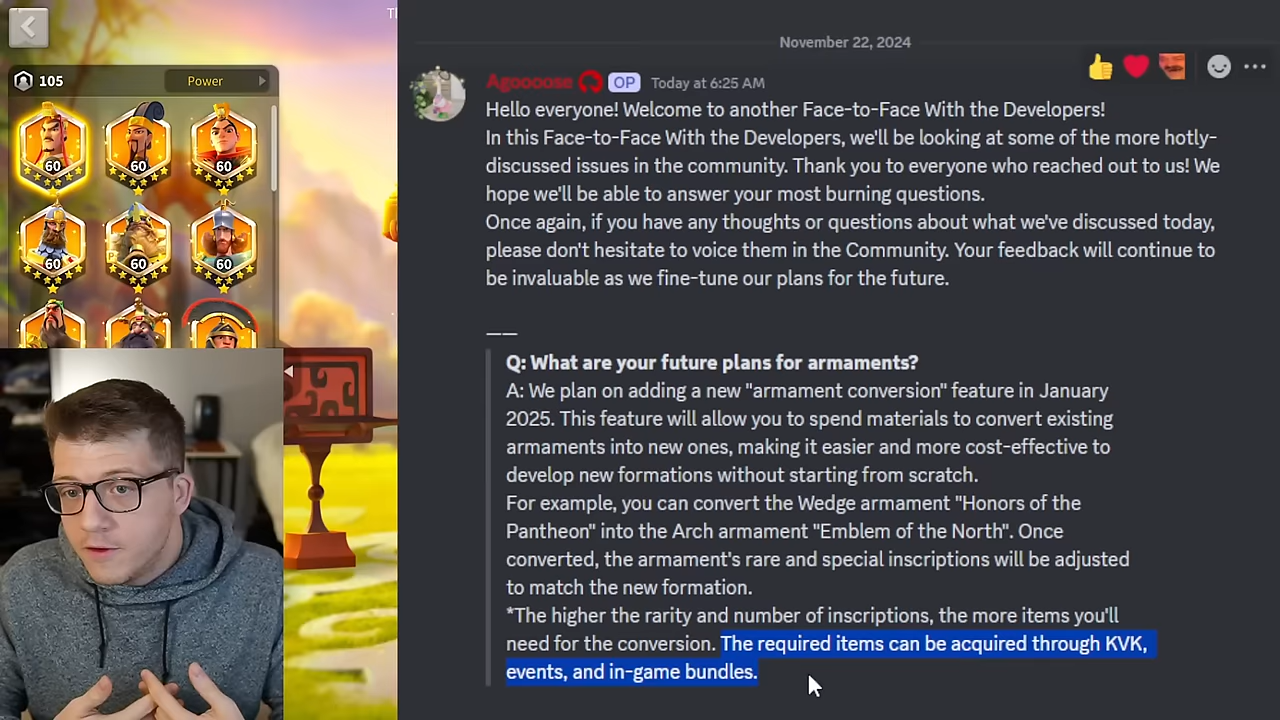 105
Power
60
60
60
60
60
60
November 22, 2024
Agoooose OP Today at 6:25 AM
Hello everyone! Welcome to another Face-to-Face With the Developers!
In this Face-to-Face With the Developers, we'll be looking at some of the more hotly-
discussed issues in the community. Thank you to everyone who reached out to us! We
hope we'll be able to answer your most burning questions.
Once again, if you have any thoughts or questions about what we've discussed today,
please don't hesitate to voice them in the Community. Your feedback will continue to
be invaluable as we fine-tune our plans for the future.
——
Q: What are your future plans for armaments?
A: We plan on adding a new "armament conversion" feature in January
2025. This feature will allow you to spend materials to convert existing
armaments into new ones, making it easier and more cost-effective to
develop new formations without starting from scratch.
For example, you can convert the Wedge armament "Honors of the
Pantheon" into the Arch armament "Emblem of the North". Once
converted, the armament's rare and special inscriptions will be adjusted
to match the new formation.
*The higher the rarity and number of inscriptions, the more items you'll
need for the conversion. The required items can be acquired through KVK,
events, and in-game bundles.